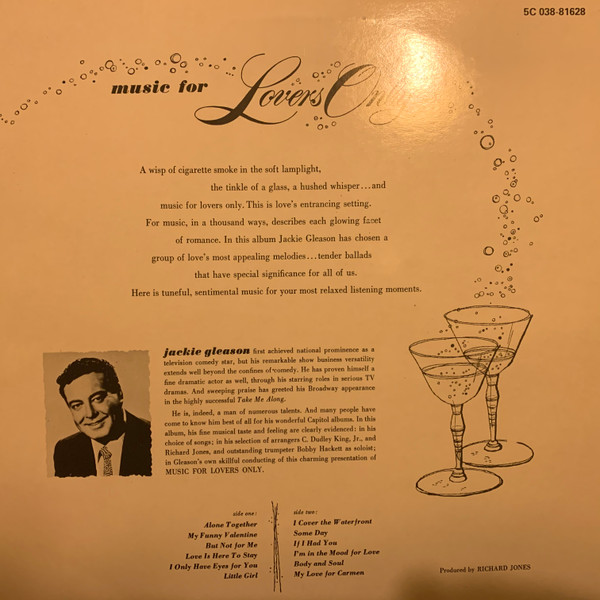 5C 038-81628
music for Lovers Only
A wisp of cigarette smoke in the soft lamplight,
the tinkle of a glass, a hushed whisper...and
music for lovers only. This is love's entrancing setting.
For music, in a thousand ways, describes each glowing facet
of romance. In this album Jackie Gleason has chosen a
group of love's most appealing melodies...tender ballads
that have special significance for all of us.
Here is tuneful, sentimental music for your most relaxed listening moments.
jackie gleason first achieved national prominence as a
television comedy star, but his remarkable show business versatility
extends well beyond the confines of comedy. He has proven himself a
fine dramatic actor as well, through his starring roles in serious TV
dramas. And sweeping praise has greeted his Broadway appearance
in the highly successful Take Me Along.
He is, indeed, a man of numerous talents. And many people have
come to know him best of all for his wonderful Capitol albums. In this
album, his fine musical taste and feeling are clearly evidenced: in his
choice of songs; in his selection of arrangers C. Dudley King, Jr., and
Richard Jones, and outstanding trumpeter Bobby Hackett as soloist;
in Gleason's own skillful conducting of this charming presentation of
MUSIC FOR LOVERS ONLY.
side one:
Alone Together
My Funny Valentine
But Not for Me
Love Is Here To Stay
I Only Have Eyes for You
Little Girl
side two:
I Cover the Waterfront
Some Day
If I Had You
I'm in the Mood for Love
Body and Soul
My Love for Carmen
Produced by RICHARD JONES